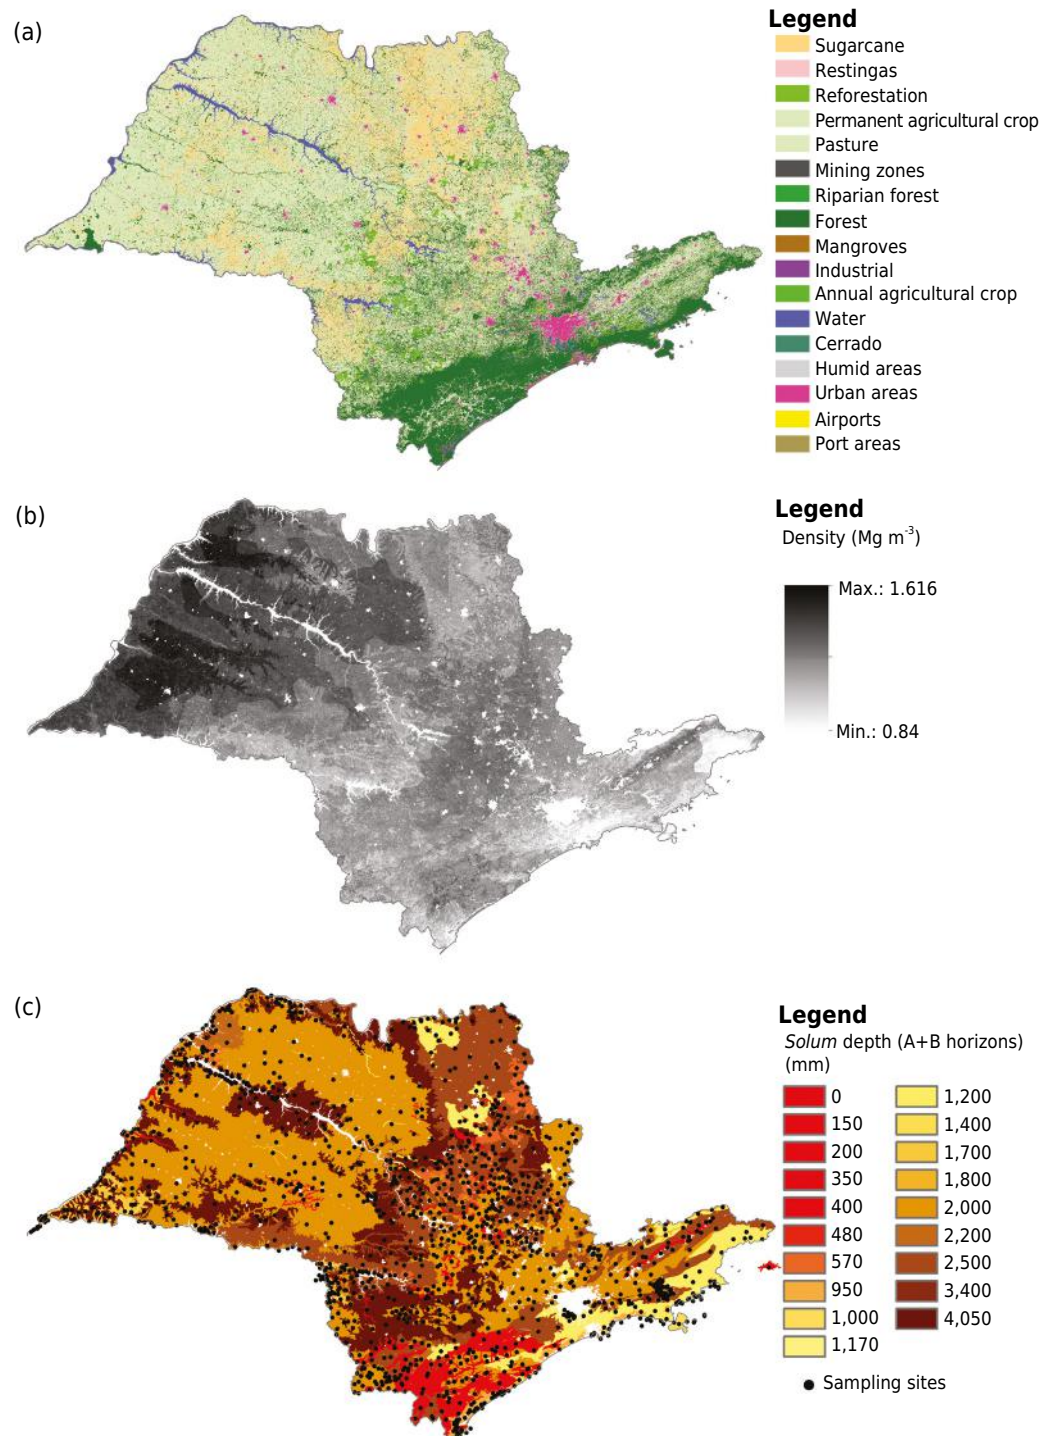 (a)
Legend
Sugarcane
Restingas
Reforestation
Permanent agricultural crop
Pasture
Mining zones
Riparian forest
Forest
Mangroves
Industrial
Annual agricultural crop
Water
Cerrado
Humid areas
Urban areas
Airports
Port areas
(b)
Legend
Density (Mg m⁻³)
Max.: 1.616
Min.: 0.84
(c)
Legend
Solum depth (A+B horizons)
(mm)
0
150
200
350
400
480
570
950
1,000
1,170
1,200
1,400
1,700
1,800
2,000
2,200
2,500
3,400
4,050
Sampling sites